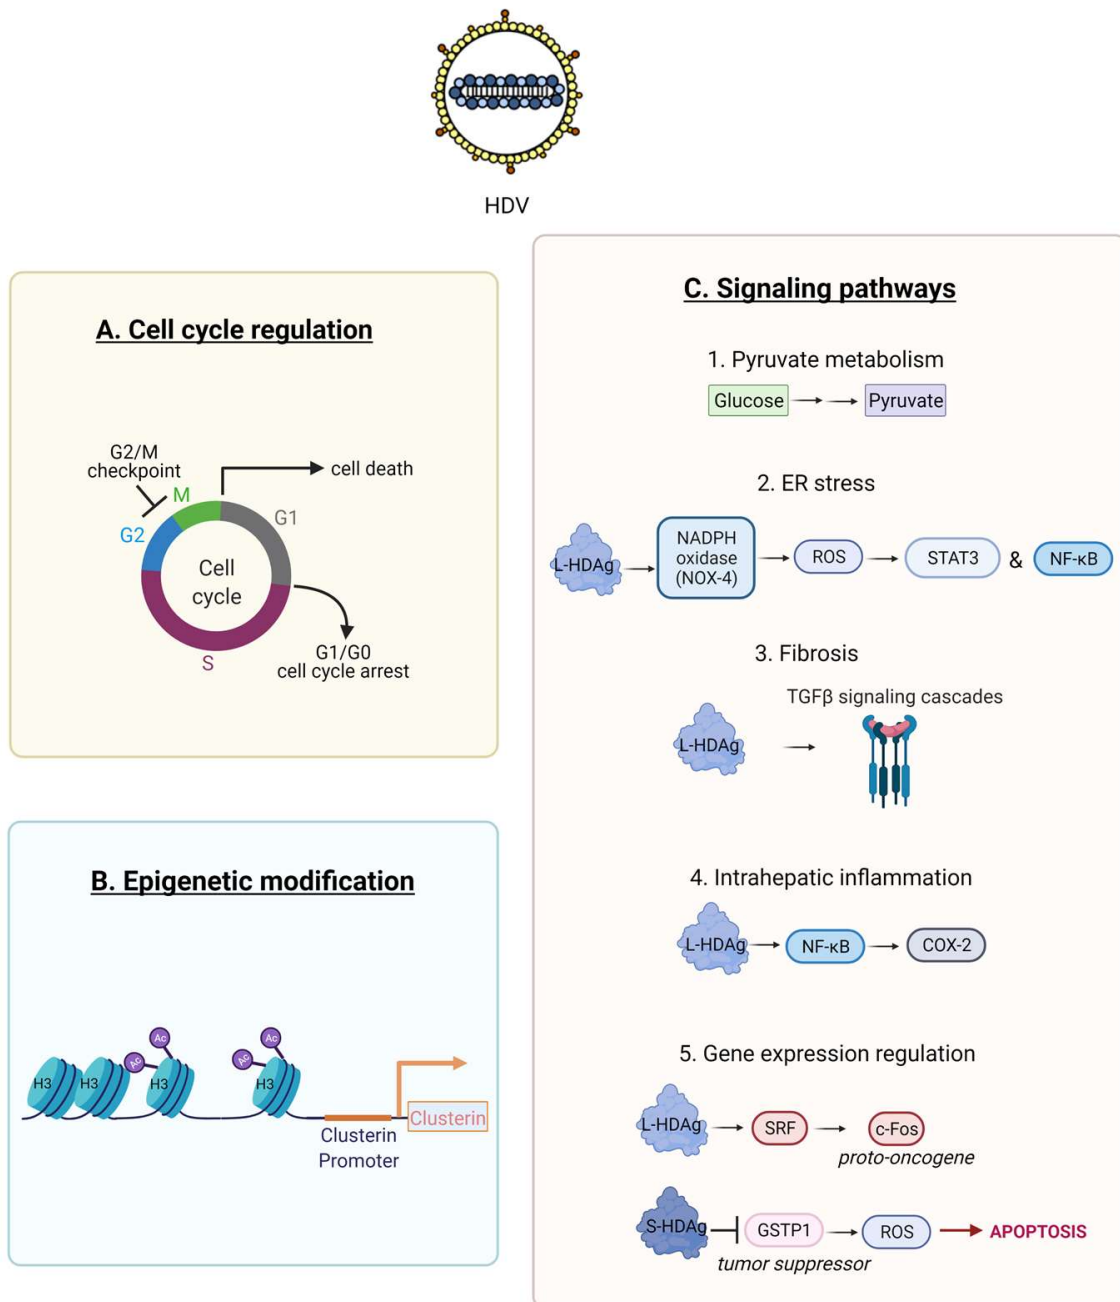 HDV
A. Cell cycle regulation
G2/M
checkpoint
cell death
M
G1
G2
Cell
cycle
S
G1/G0
cell cycle arrest
B. Epigenetic modification
Ac
Ac
Ac
Ac
H3
H3
H3
H3
Clusterin
Clusterin
Promoter
C. Signaling pathways
1. Pyruvate metabolism
Glucose
Pyruvate
2. ER stress
L-HDAg
NADPH
oxidase
(NOX-4)
ROS
STAT3
&
NF-κB
3. Fibrosis
TGFβ signaling cascades
L-HDAg
4. Intrahepatic inflammation
L-HDAg
NF-κB
COX-2
5. Gene expression regulation
L-HDAg
SRF
c-Fos
proto-oncogene
S-HDAg
GSTP1
ROS
APOPTOSIS
tumor suppressor